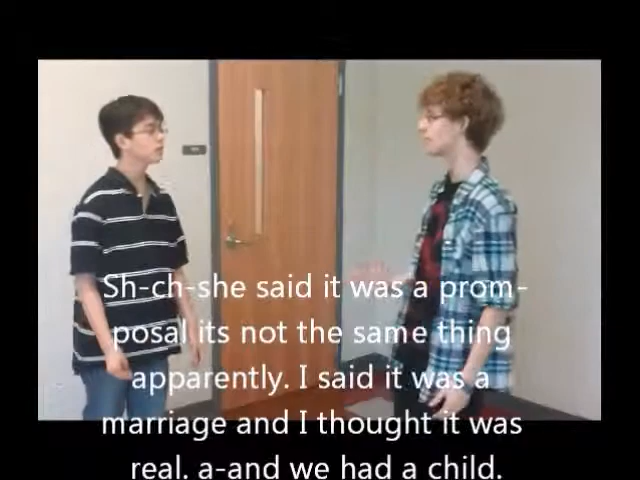 Sh-ch-she said it was a prom-
posal its not the same thing
apparently. I said it was a
marriage and I thought it was
real. a-and we had a child.